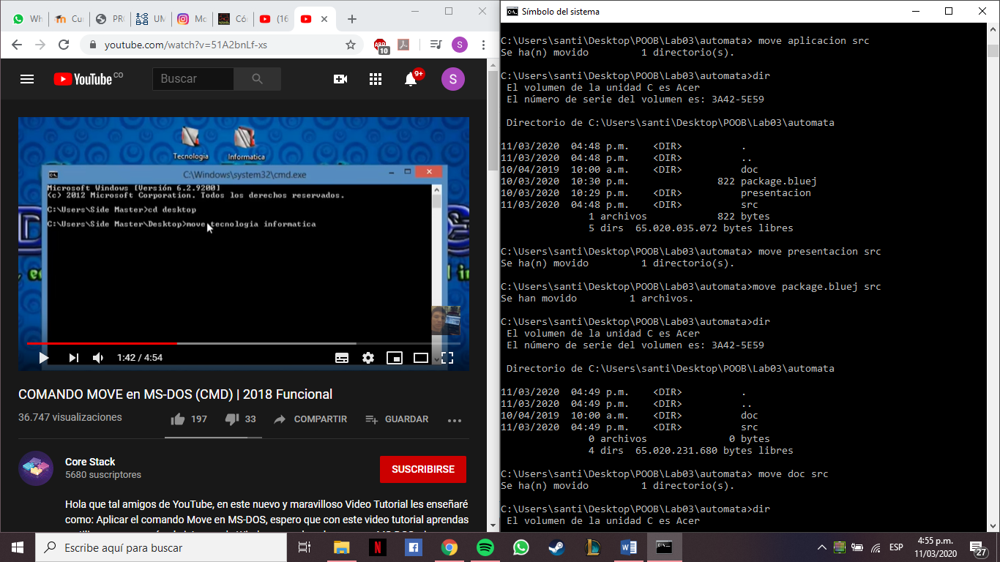 Wh
Cu
PR
UM
Mc
Có
(16
youtube.com/watch?v=51A2bnLf-xs
ABP
10
S
YouTube CO
Buscar
9+
S
Tecnologia
Informatica
C:\Windows\system32\cmd.exe
Microsoft Windows [Versión 6.2.9200]
(c) 2012 Microsoft Corporation. Todos los derechos reservados.
C:\Users\Side Master>cd desktop
C:\Users\Side Master\Desktop>move tecnologia informatica
1:42 / 4:54
COMANDO MOVE en MS-DOS (CMD) | 2018 Funcional
36.747 visualizaciones
197
33
COMPARTIR
GUARDAR
Core Stack
5680 suscriptores
SUSCRIBIRSE
Hola que tal amigos de YouTube, en este nuevo y maravilloso Video Tutorial les enseñaré
como: Aplicar el comando Move en MS-DOS, espero que con este video tutorial aprendas
Símbolo del sistema
C:\Users\santi\Desktop\POOB\Lab03\automata> move aplicacion src
Se ha(n) movido         1 directorio(s).
C:\Users\santi\Desktop\POOB\Lab03\automata>dir
El volumen de la unidad C es Acer
El número de serie del volumen es: 3A42-5E59
Directorio de C:\Users\santi\Desktop\POOB\Lab03\automata
11/03/2020  04:48 p.m.    <DIR>          .
11/03/2020  04:48 p.m.    <DIR>          ..
10/04/2019  10:00 a.m.    <DIR>          doc
10/03/2020  10:30 p.m.               822 package.bluej
10/03/2020  10:29 p.m.    <DIR>          presentacion
11/03/2020  04:48 p.m.    <DIR>          src
1 archivos            822 bytes
5 dirs  65.020.035.072 bytes libres
C:\Users\santi\Desktop\POOB\Lab03\automata> move presentacion src
Se ha(n) movido         1 directorio(s).
C:\Users\santi\Desktop\POOB\Lab03\automata>move package.bluej src
Se han movido         1 archivos.
C:\Users\santi\Desktop\POOB\Lab03\automata>dir
El volumen de la unidad C es Acer
El número de serie del volumen es: 3A42-5E59
Directorio de C:\Users\santi\Desktop\POOB\Lab03\automata
11/03/2020  04:49 p.m.    <DIR>          .
11/03/2020  04:49 p.m.    <DIR>          ..
10/04/2019  10:00 a.m.    <DIR>          doc
11/03/2020  04:49 p.m.    <DIR>          src
0 archivos              0 bytes
4 dirs  65.020.231.680 bytes libres
C:\Users\santi\Desktop\POOB\Lab03\automata> move doc src
Se ha(n) movido         1 directorio(s).
C:\Users\santi\Desktop\POOB\Lab03\automata>dir
El volumen de la unidad C es Acer
Escribe aquí para buscar
ESP
4:55 p.m.
11/03/2020
27